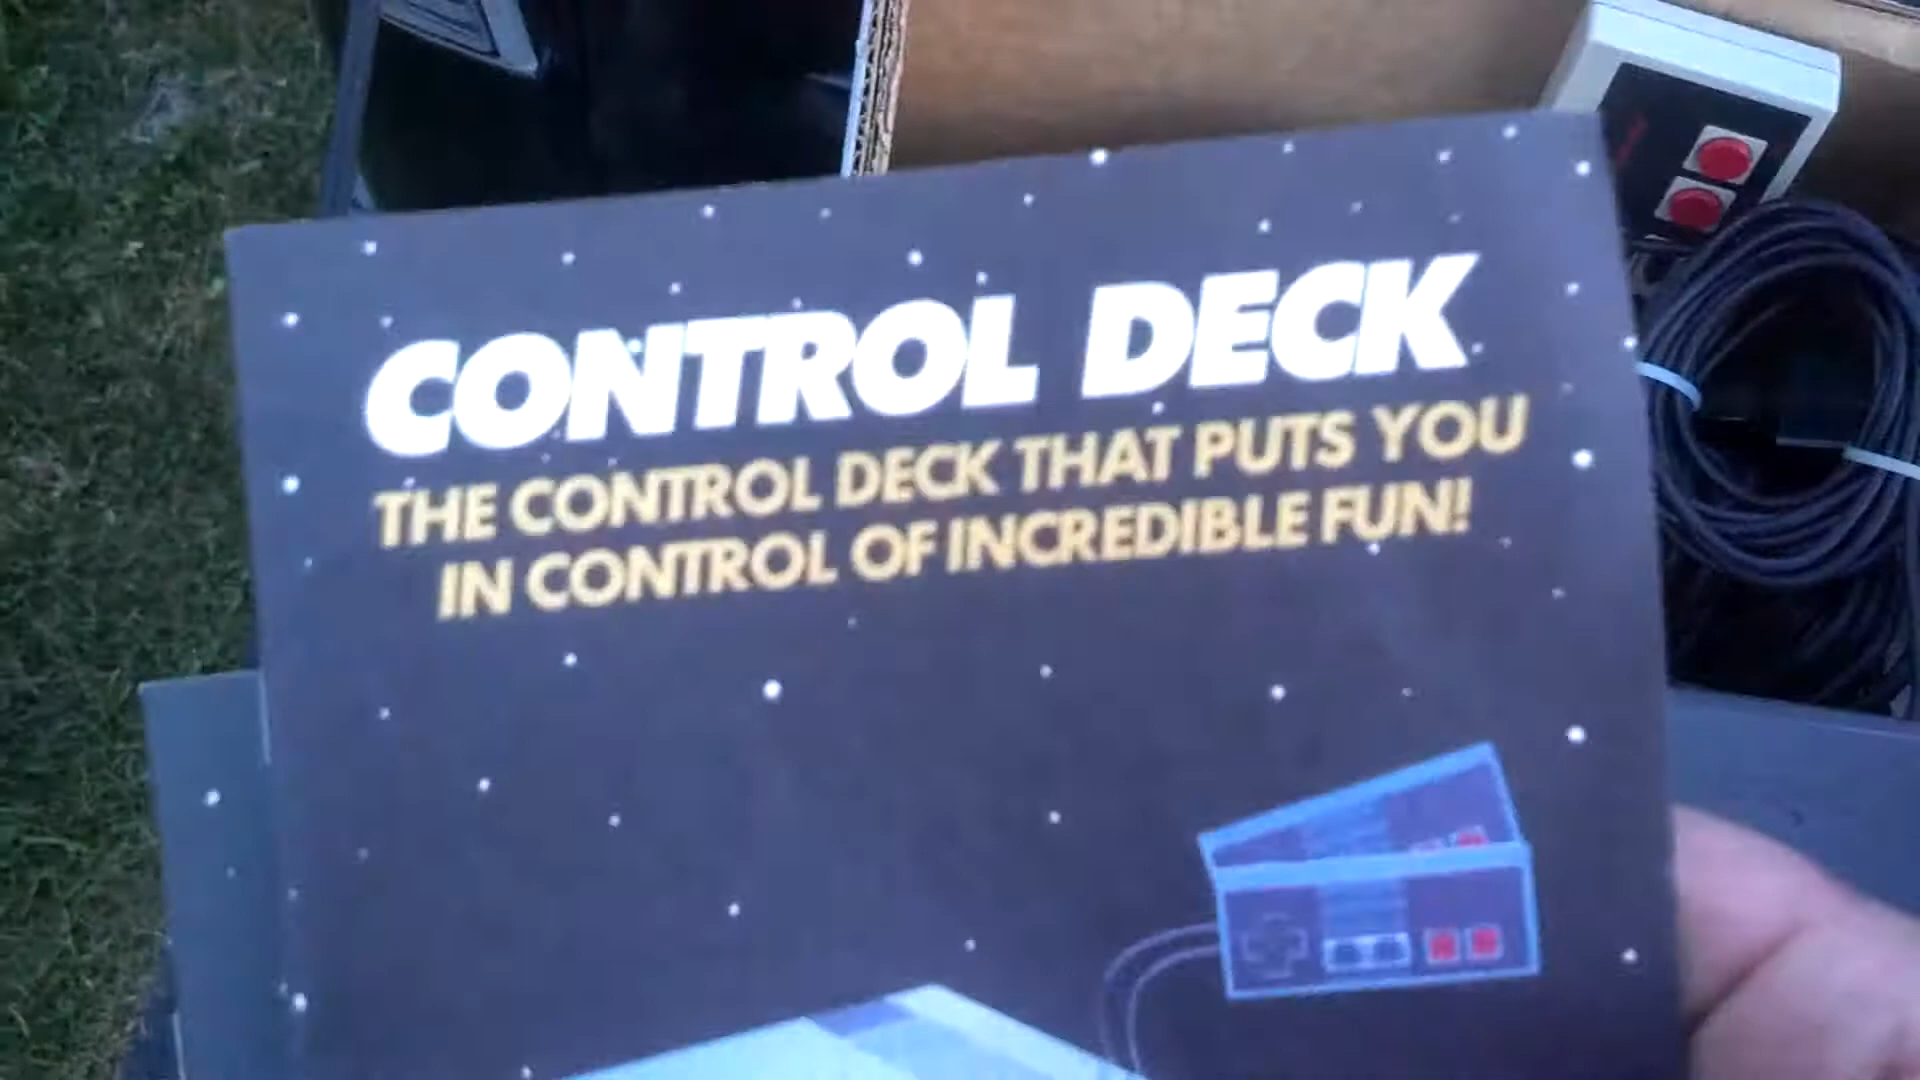 CONTROL DECK
THE CONTROL DECK THAT PUTS YOU
IN CONTROL OF INCREDIBLE FUN!